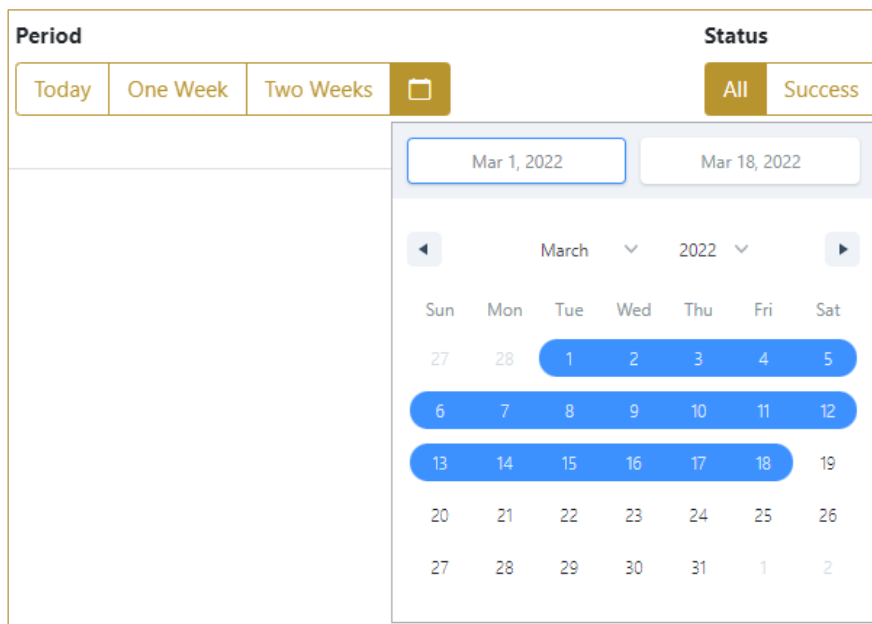 Period Status
Today One Week Two Weeks All Success
Mar 1, 2022 Mar 18, 2022
March 2022
Sun Mon Tue Wed Thu Fri Sat
27 28 1 2 3 4 5
6 7 8 9 10 11 12
13 14 15 16 17 18 19
20 21 22 23 24 25 26
27 28 29 30 31 1 2